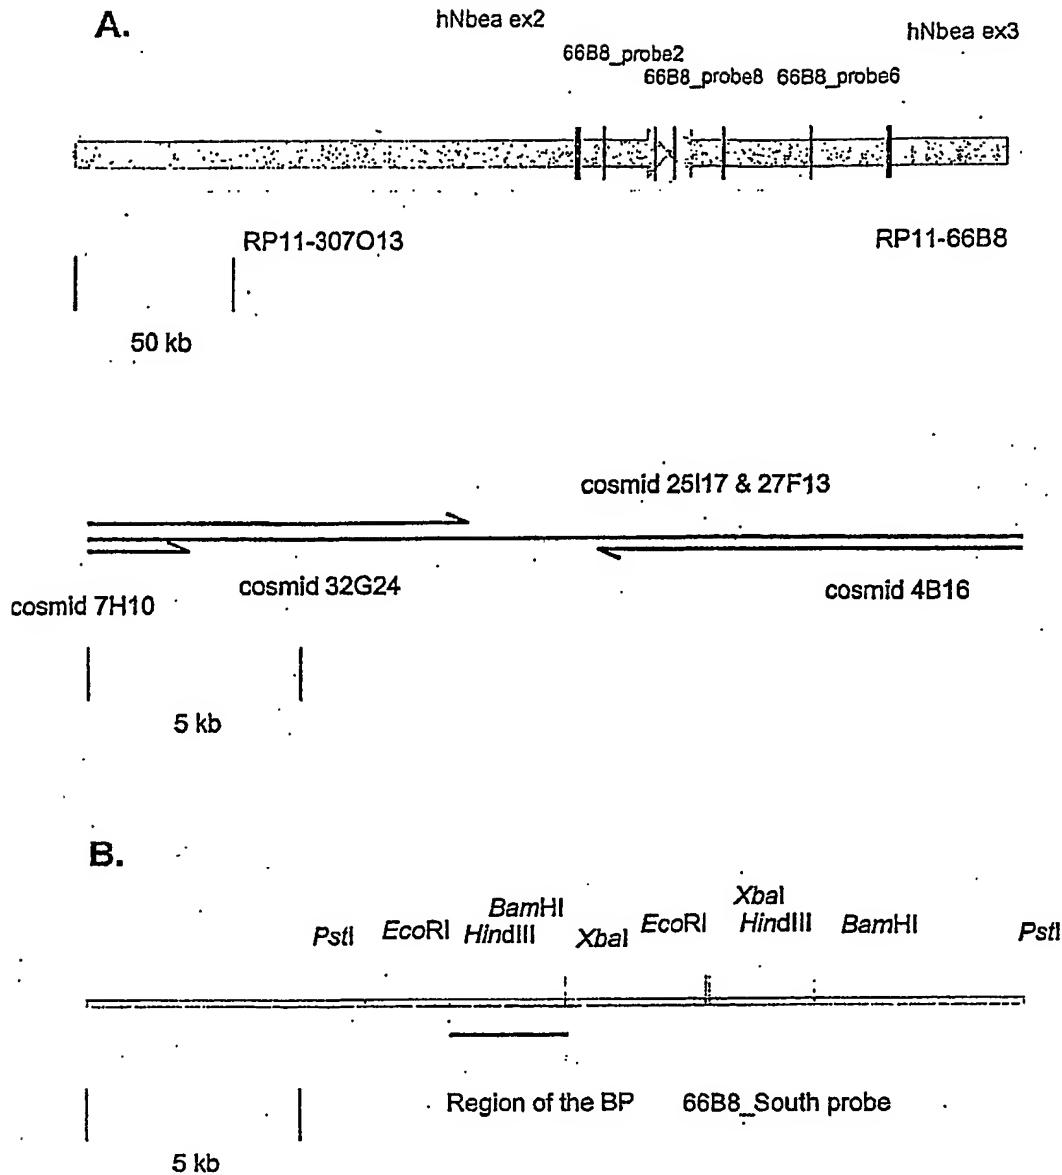 A.
hNbea ex2
hNbea ex3
66B8_probe2
66B8_probe8
66B8_probe6
RP11-307O13
RP11-66B8
50 kb
cosmid 25I17 & 27F13
cosmid 7H10
cosmid 32G24
cosmid 4B16
5 kb
B.
PstI
EcoRI
BamHI
HindIII
XbaI
EcoRI
XbaI
HindIII
BamHI
PstI
Region of the BP
66B8_South probe
5 kb